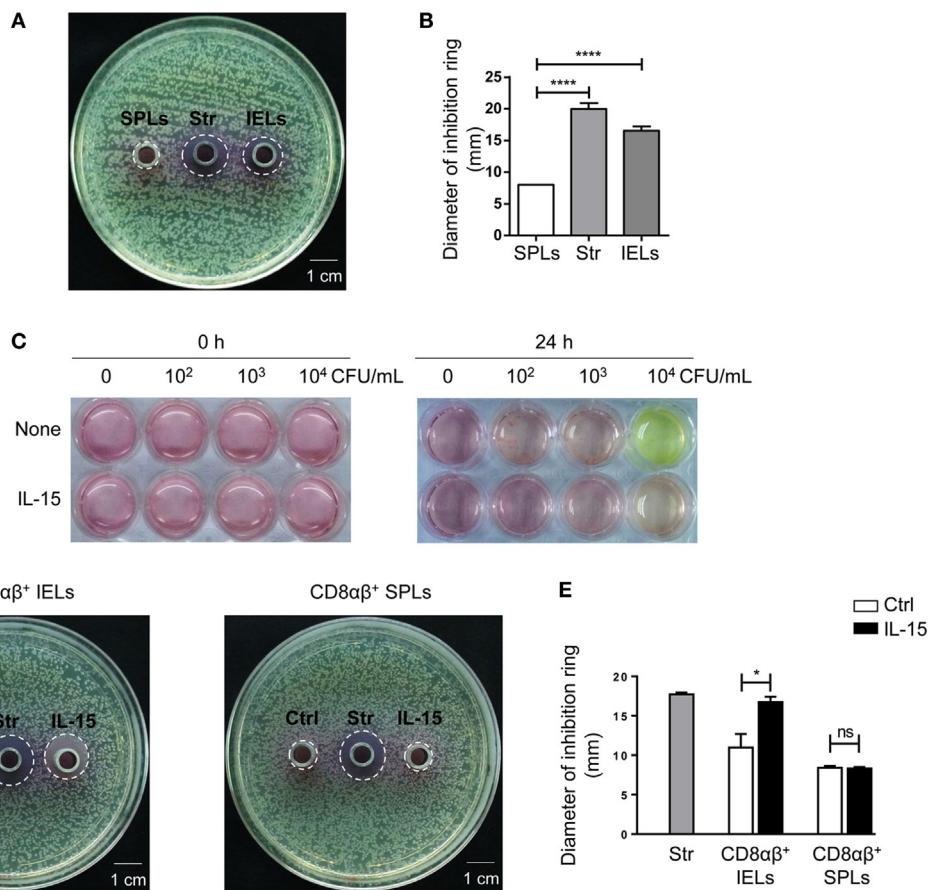 A
SPLs Str IELs
1 cm
B
****
****
Diameter of inhibition ring
(mm)
25
20
15
10
5
0
SPLs Str IELs
C
0 h
0 10² 10³ 10⁴ CFU/mL
24 h
0 10² 10³ 10⁴ CFU/mL
None
IL-15
αβ⁺ IELs
Str IL-15
1 cm
CD8αβ⁺ SPLs
Ctrl Str IL-15
1 cm
E
Ctrl
IL-15
Diameter of inhibition ring
(mm)
20
15
10
5
0
*
ns
Str
CD8αβ⁺
IELs
CD8αβ⁺
SPLs